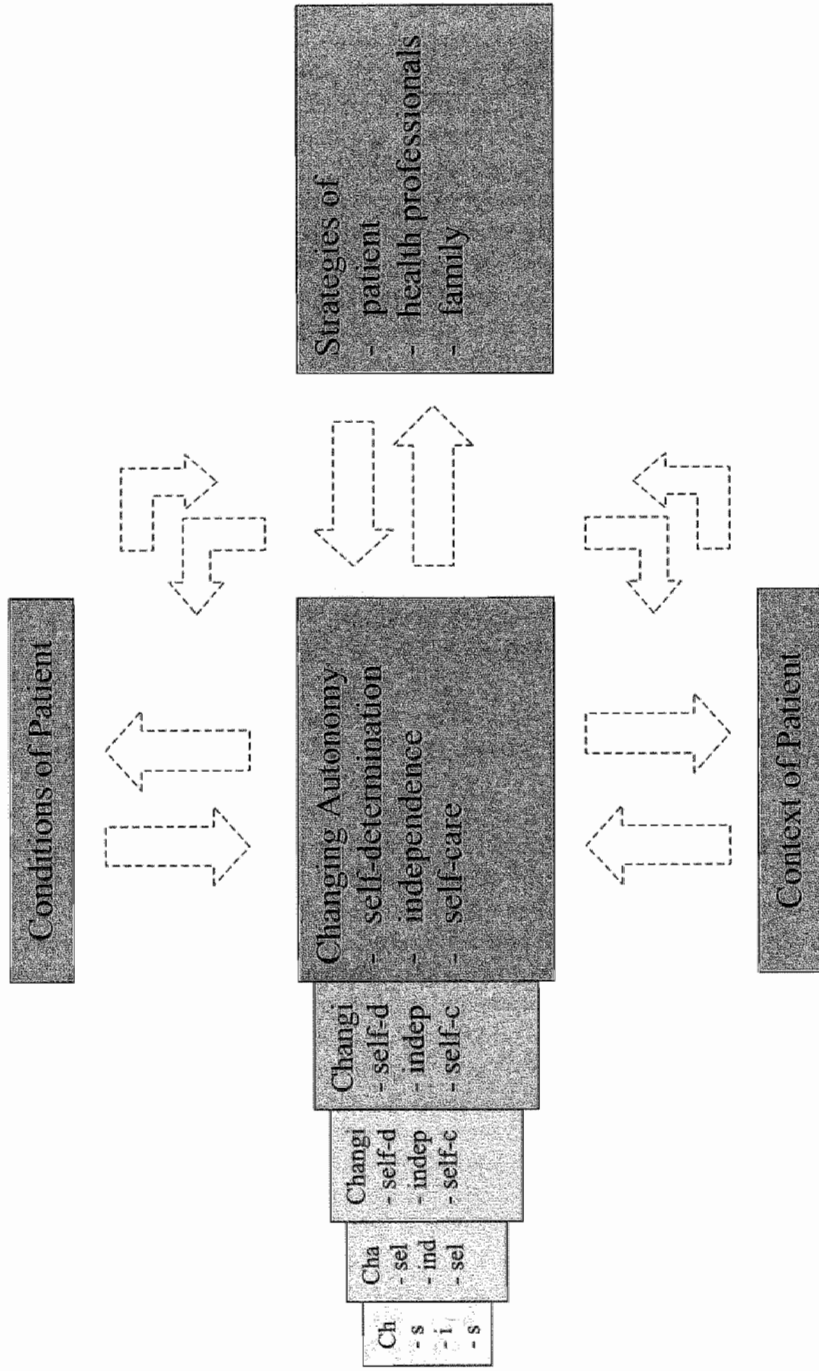 Conditions of Patient
Ch
- s
- i
- s
Cha
- sel
- ind
- sel
Changi
- self-d
- indep
- self-c
Changi
- self-d
- indep
- self-c
Changing Autonomy
- self-determination
- independence
- self-care
Strategies of
- patient
- health professionals
- family
Context of Patient